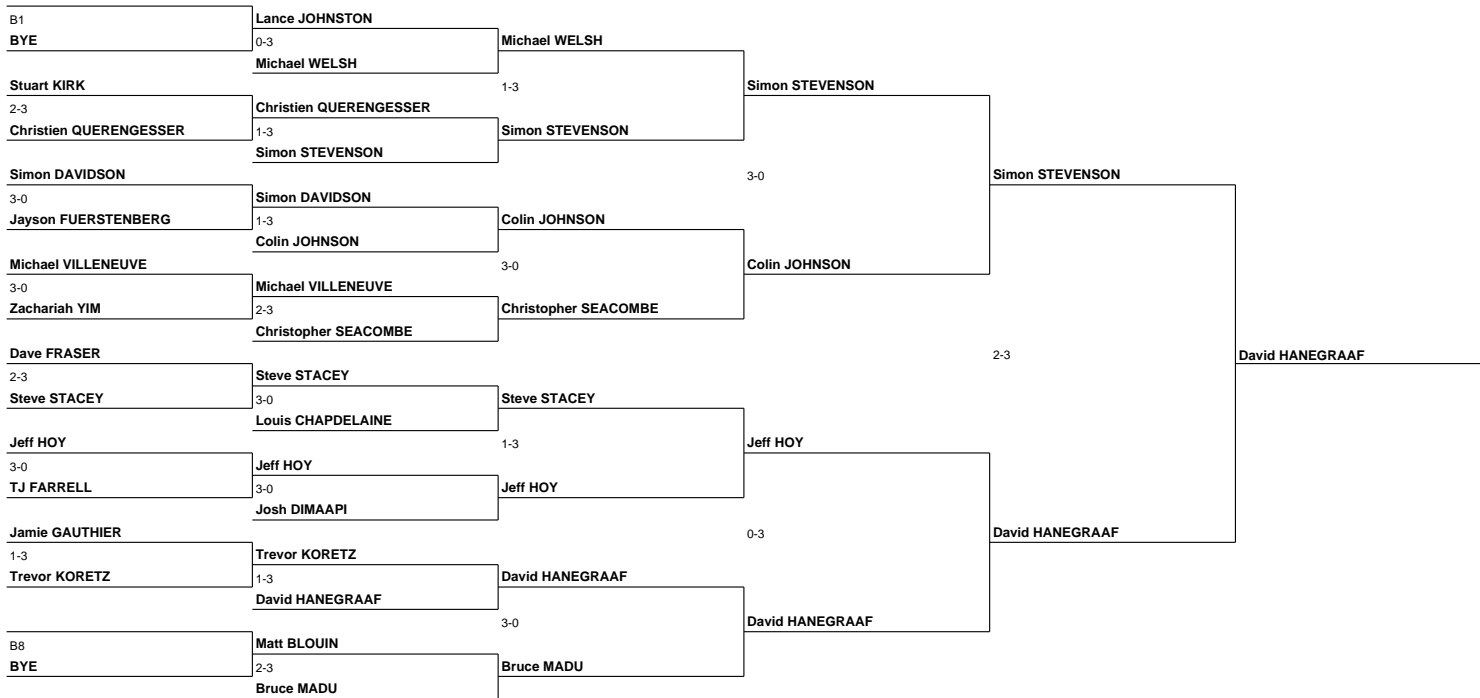 B1
BYE
Stuart KIRK
2-3
Christien QUERENGESSER
Simon DAVIDSON
3-0
Jayson FUERSTENBERG
Michael VILLENEUVE
3-0
Zachariah YIM
Dave FRASER
2-3
Steve STACEY
Jeff HOY
3-0
TJ FARRELL
Jamie GAUTHIER
1-3
Trevor KORETZ
B8
BYE
Lance JOHNSTON
0-3
Michael WELSH
Christien QUERENGESSER
1-3
Simon STEVENSON
Simon DAVIDSON
1-3
Colin JOHNSON
Michael VILLENEUVE
2-3
Christopher SEACOMBE
Steve STACEY
3-0
Louis CHAPDELAINE
Jeff HOY
3-0
Josh DIMAAPI
Trevor KORETZ
1-3
David HANEGRAAF
Matt BLOUIN
2-3
Bruce MADU
Michael WELSH
1-3
Simon STEVENSON
Colin JOHNSON
3-0
Christopher SEACOMBE
Steve STACEY
1-3
Jeff HOY
David HANEGRAAF
3-0
Bruce MADU
Simon STEVENSON
3-0
Colin JOHNSON
Jeff HOY
0-3
David HANEGRAAF
Simon STEVENSON
2-3
David HANEGRAAF
David HANEGRAAF